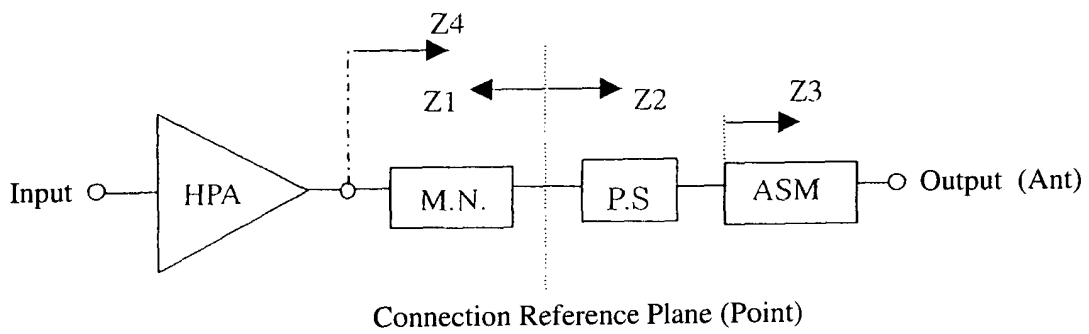 Z4
Z1 Z2 Z3
Input HPA M.N. P.S ASM Output (Ant)
Connection Reference Plane (Point)